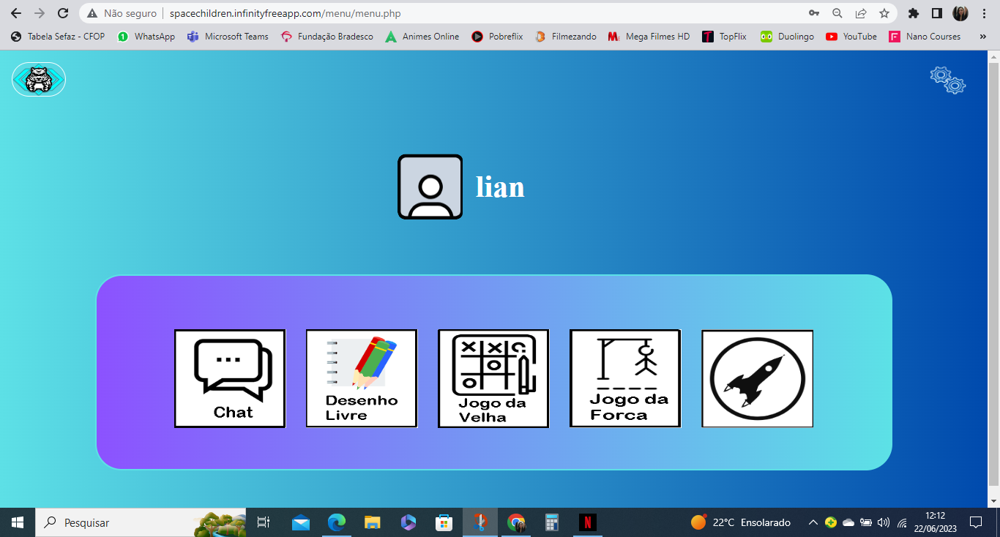 Não seguro spacechildren.infinityfreeapp.com/menu/menu.php
Tabela Sefaz - CFOP WhatsApp Microsoft Teams Fundação Bradesco Animes Online Pobreflix Filmezando Mega Filmes HD TopFlix Duolingo YouTube Nano Courses »
lian
Chat
Desenho
Livre
Jogo da
Velha
Jogo da
Forca
Pesquisar
22°C Ensolarado
12:12
22/06/2023